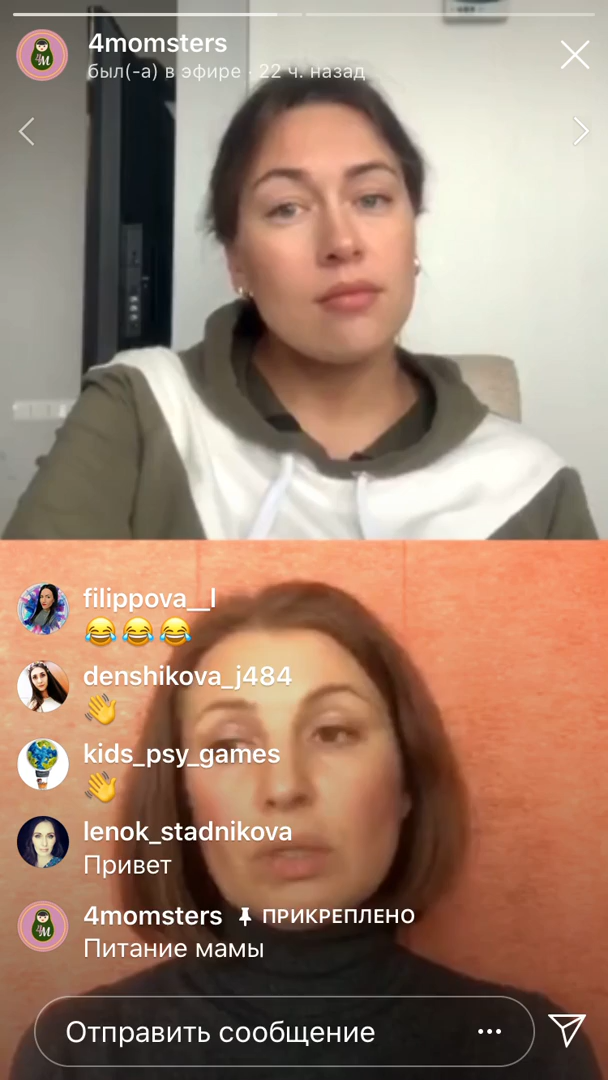 4momsters
был(-а) в эфире · 22 ч. назад
filippova__l
😂😂😂
denshikova_j484
👋
kids_psy_games
👋
lenok_stadnikova
Привет
4momsters ПРИКРЕПЛЕНО
Питание мамы
Отправить сообщение